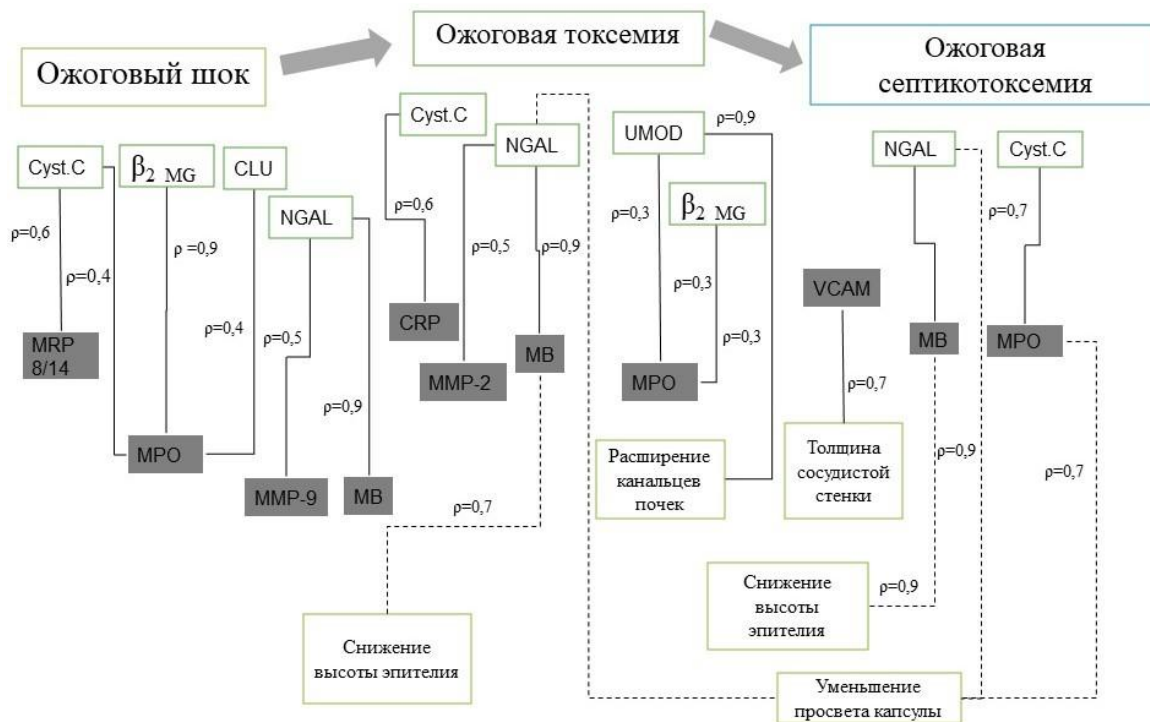 Ожоговый шок
Ожоговая токсемия
Ожоговая
септикотоксемия
Cyst.C
β₂ MG
CLU
NGAL
ρ=0,6
ρ=0,4
ρ =0,9
ρ=0,4
ρ=0,5
ρ=0,9
MRP
8/14
MPO
MMP-9
MB
Cyst.C
NGAL
ρ=0,6
ρ=0,5
ρ=0,9
CRP
MMP-2
MB
ρ=0,7
Снижение
высоты эпителия
UMOD
ρ=0,9
β₂ MG
ρ=0,3
ρ=0,3
ρ=0,3
MPO
Расширение
канальцев
почек
VCAM
ρ=0,7
Толщина
сосудистой
стенки
NGAL
Cyst.C
ρ=0,7
MB
MPO
ρ=0,9
ρ=0,7
Снижение
высоты
эпителия
ρ=0,9
Уменьшение
просвета капсулы